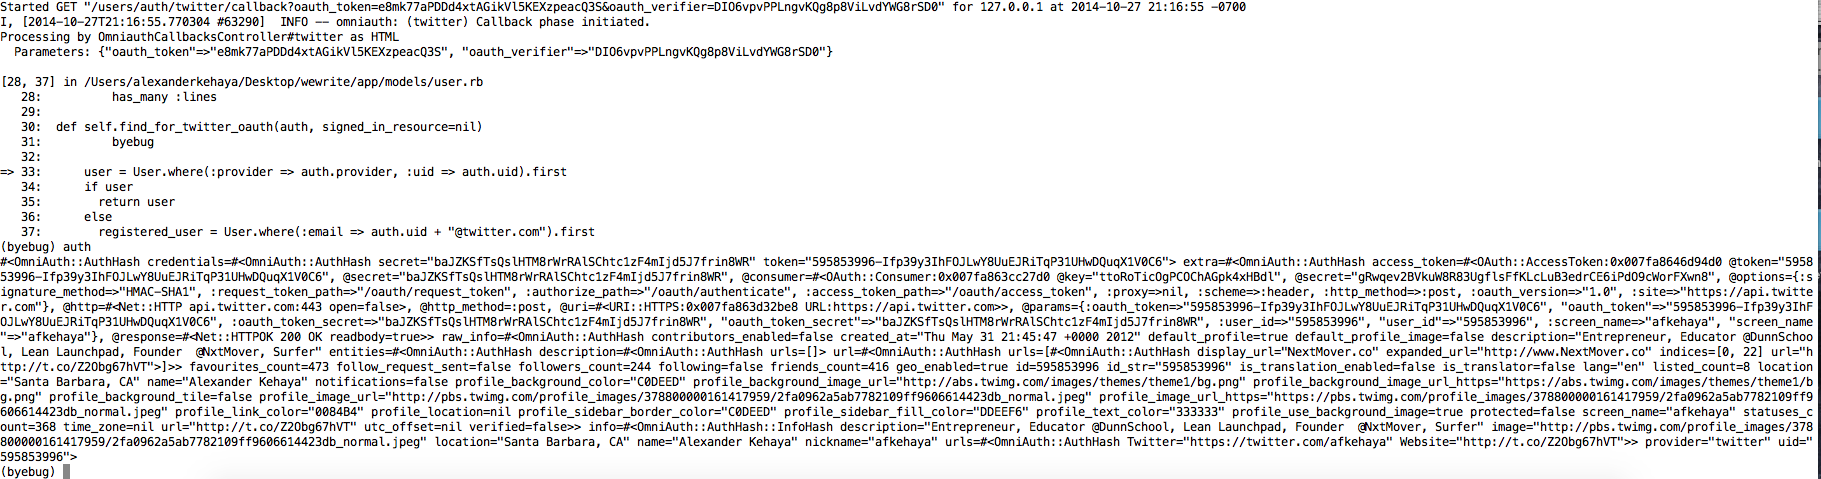 Started GET "/users/auth/twitter/callback?oauth_token=e8mk77aPDDd4xtAGikVl5KEXzpeacQ3S&oauth_verifier=DIO6vpvPPLngvKQg8p8ViLvdYWG8rSD0" for 127.0.0.1 at 2014-10-27 21:16:55 -0700
I, [2014-10-27T21:16:55.770304 #63290]  INFO -- omniauth: (twitter) Callback phase initiated.
Processing by OmniauthCallbacksController#twitter as HTML
  Parameters: {"oauth_token"=>"e8mk77aPDDd4xtAGikVl5KEXzpeacQ3S", "oauth_verifier"=>"DIO6vpvPPLngvKQg8p8ViLvdYWG8rSD0"}
[28, 37] in /Users/alexanderkehaya/Desktop/wewrite/app/models/user.rb
   28:          has_many :lines
   29:
   30:  def self.find_for_twitter_oauth(auth, signed_in_resource=nil)
   31:          byebug
   32:
=> 33:      user = User.where(:provider => auth.provider, :uid => auth.uid).first
   34:      if user
   35:        return user
   36:      else
   37:        registered_user = User.where(:email => auth.uid + "@twitter.com").first
(byebug) auth
#<OmniAuth::AuthHash credentials=#<OmniAuth::AuthHash secret="baJZKSfTsQslHTM8rWrRAlSChtc1zF4mIjd5J7frin8WR" token="595853996-Ifp39y3IhFOJLwY8UuEJRiTqP31UHwDQuqX1V0C6"> extra=#<OmniAuth::AuthHash access_token=#<OAuth::AccessToken:0x007fa8646d94d0 @token="5958
53996-Ifp39y3IhFOJLwY8UuEJRiTqP31UHwDQuqX1V0C6", @secret="baJZKSfTsQslHTM8rWrRAlSChtc1zF4mIjd5J7frin8WR", @consumer=#<OAuth::Consumer:0x007fa863cc27d0 @key="ttoRoTicOgPCOChAGpk4xHBdl", @secret="gRwqev2BVkuW8R83UgflsFfKLcLuB3edrCE6iPdO9cWorFXwn8", @options={:s
ignature_method=>"HMAC-SHA1", :request_token_path=>"/oauth/request_token", :authorize_path=>"/oauth/authenticate", :access_token_path=>"/oauth/access_token", :proxy=>nil, :scheme=>:header, :http_method=>:post, :oauth_version=>"1.0", :site=>"https://api.twitte
r.com"}, @http=#<Net::HTTP api.twitter.com:443 open=false>, @http_method=:post, @uri=#<URI::HTTPS:0x007fa863d32be8 URL:https://api.twitter.com>>, @params={:oauth_token=>"595853996-Ifp39y3IhFOJLwY8UuEJRiTqP31UHwDQuqX1V0C6", "oauth_token"=>"595853996-Ifp39y3IhF
OJLwY8UuEJRiTqP31UHwDQuqX1V0C6", :oauth_token_secret=>"baJZKSfTsQslHTM8rWrRAlSChtc1zF4mIjd5J7frin8WR", "oauth_token_secret"=>"baJZKSfTsQslHTM8rWrRAlSChtc1zF4mIjd5J7frin8WR", :user_id=>"595853996", "user_id"=>"595853996", :screen_name=>"afkehaya", "screen_name
"=>"afkehaya"}, @response=#<Net::HTTPOK 200 OK readbody=true>> raw_info=#<OmniAuth::AuthHash contributors_enabled=false created_at="Thu May 31 21:45:47 +0000 2012" default_profile=true default_profile_image=false description="Entrepreneur, Educator @DunnSchoo
l, Lean Launchpad, Founder  @NxtMover, Surfer" entities=#<OmniAuth::AuthHash description=#<OmniAuth::AuthHash urls=[]> url=#<OmniAuth::AuthHash urls=[#<OmniAuth::AuthHash display_url="NextMover.co" expanded_url="http://www.NextMover.co" indices=[0, 22] url="h
ttp://t.co/Z2Obg67hVT">]>> favourites_count=473 follow_request_sent=false followers_count=244 following=false friends_count=416 geo_enabled=true id=595853996 id_str="595853996" is_translation_enabled=false is_translator=false lang="en" listed_count=8 location
="Santa Barbara, CA" name="Alexander Kehaya" notifications=false profile_background_color="C0DEED" profile_background_image_url="http://abs.twimg.com/images/themes/theme1/bg.png" profile_background_image_url_https="https://abs.twimg.com/images/themes/theme1/b
g.png" profile_background_tile=false profile_image_url="http://pbs.twimg.com/profile_images/378800000161417959/2fa0962a5ab7782109ff9606614423db_normal.jpeg" profile_image_url_https="https://pbs.twimg.com/profile_images/378800000161417959/2fa0962a5ab7782109ff9
606614423db_normal.jpeg" profile_link_color="0084B4" profile_location=nil profile_sidebar_border_color="C0DEED" profile_sidebar_fill_color="DDEEF6" profile_text_color="333333" profile_use_background_image=true protected=false screen_name="afkehaya" statuses_c
ount=368 time_zone=nil url="http://t.co/Z2Obg67hVT" utc_offset=nil verified=false>> info=#<OmniAuth::AuthHash::InfoHash description="Entrepreneur, Educator @DunnSchool, Lean Launchpad, Founder  @NxtMover, Surfer" image="http://pbs.twimg.com/profile_images/378
800000161417959/2fa0962a5ab7782109ff9606614423db_normal.jpeg" location="Santa Barbara, CA" name="Alexander Kehaya" nickname="afkehaya" urls=#<OmniAuth::AuthHash Twitter="https://twitter.com/afkehaya" Website="http://t.co/Z2Obg67hVT">> provider="twitter" uid="
595853996">
(byebug)